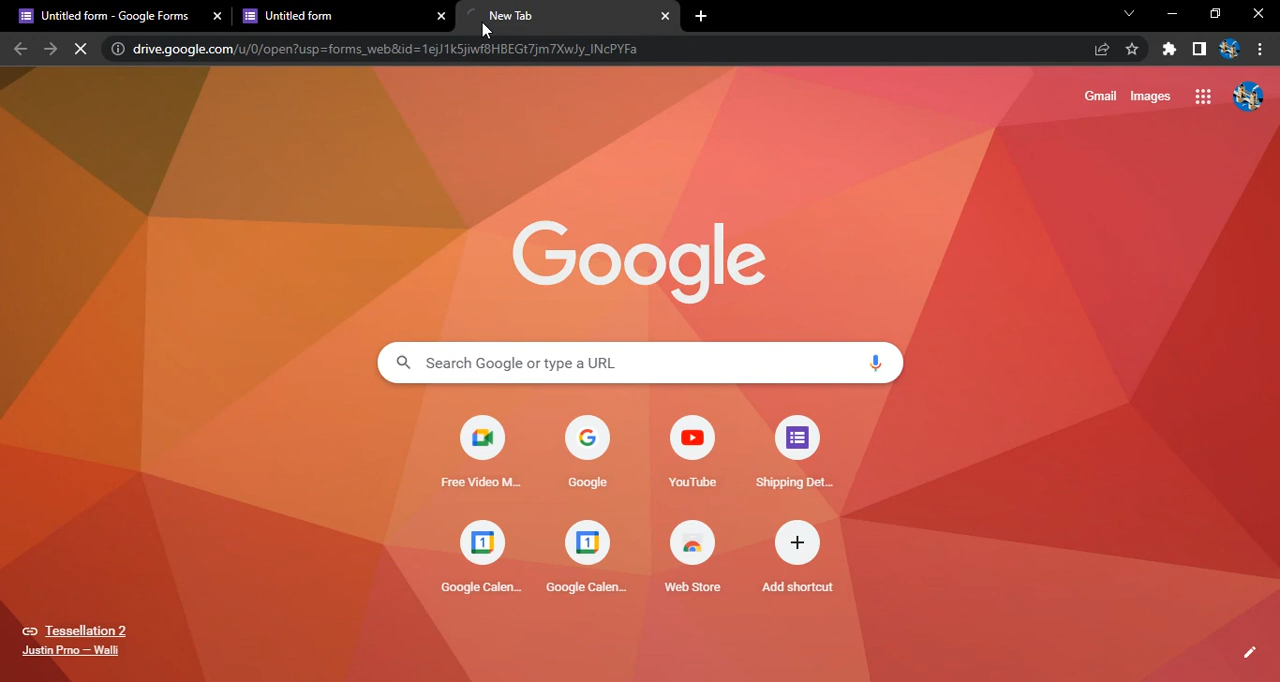 Untitled form - Google Forms
Untitled form
New Tab
drive.google.com/u/0/open?usp=forms_web&id=1ejJ1k5jiwf8HBEGt7jm7XwJy_INcPYFa
Gmail Images
Google
Search Google or type a URL
Free Video M... Google YouTube Shipping Det...
1 1
Google Calen... Google Calen... Web Store Add shortcut
Tessellation 2
Justin Prno — Walli